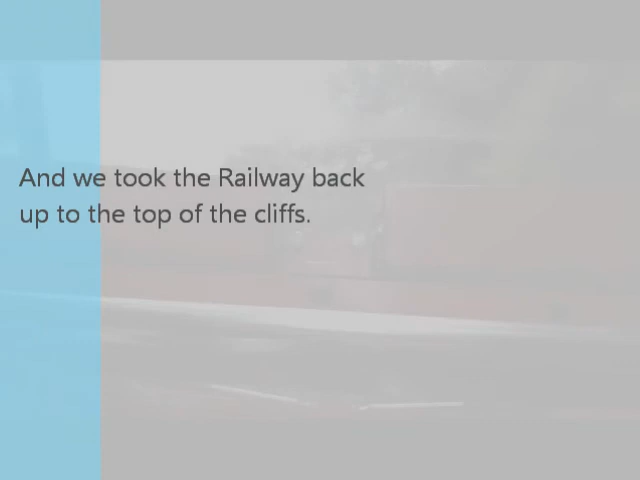 And we took the Railway back
up to the top of the cliffs.